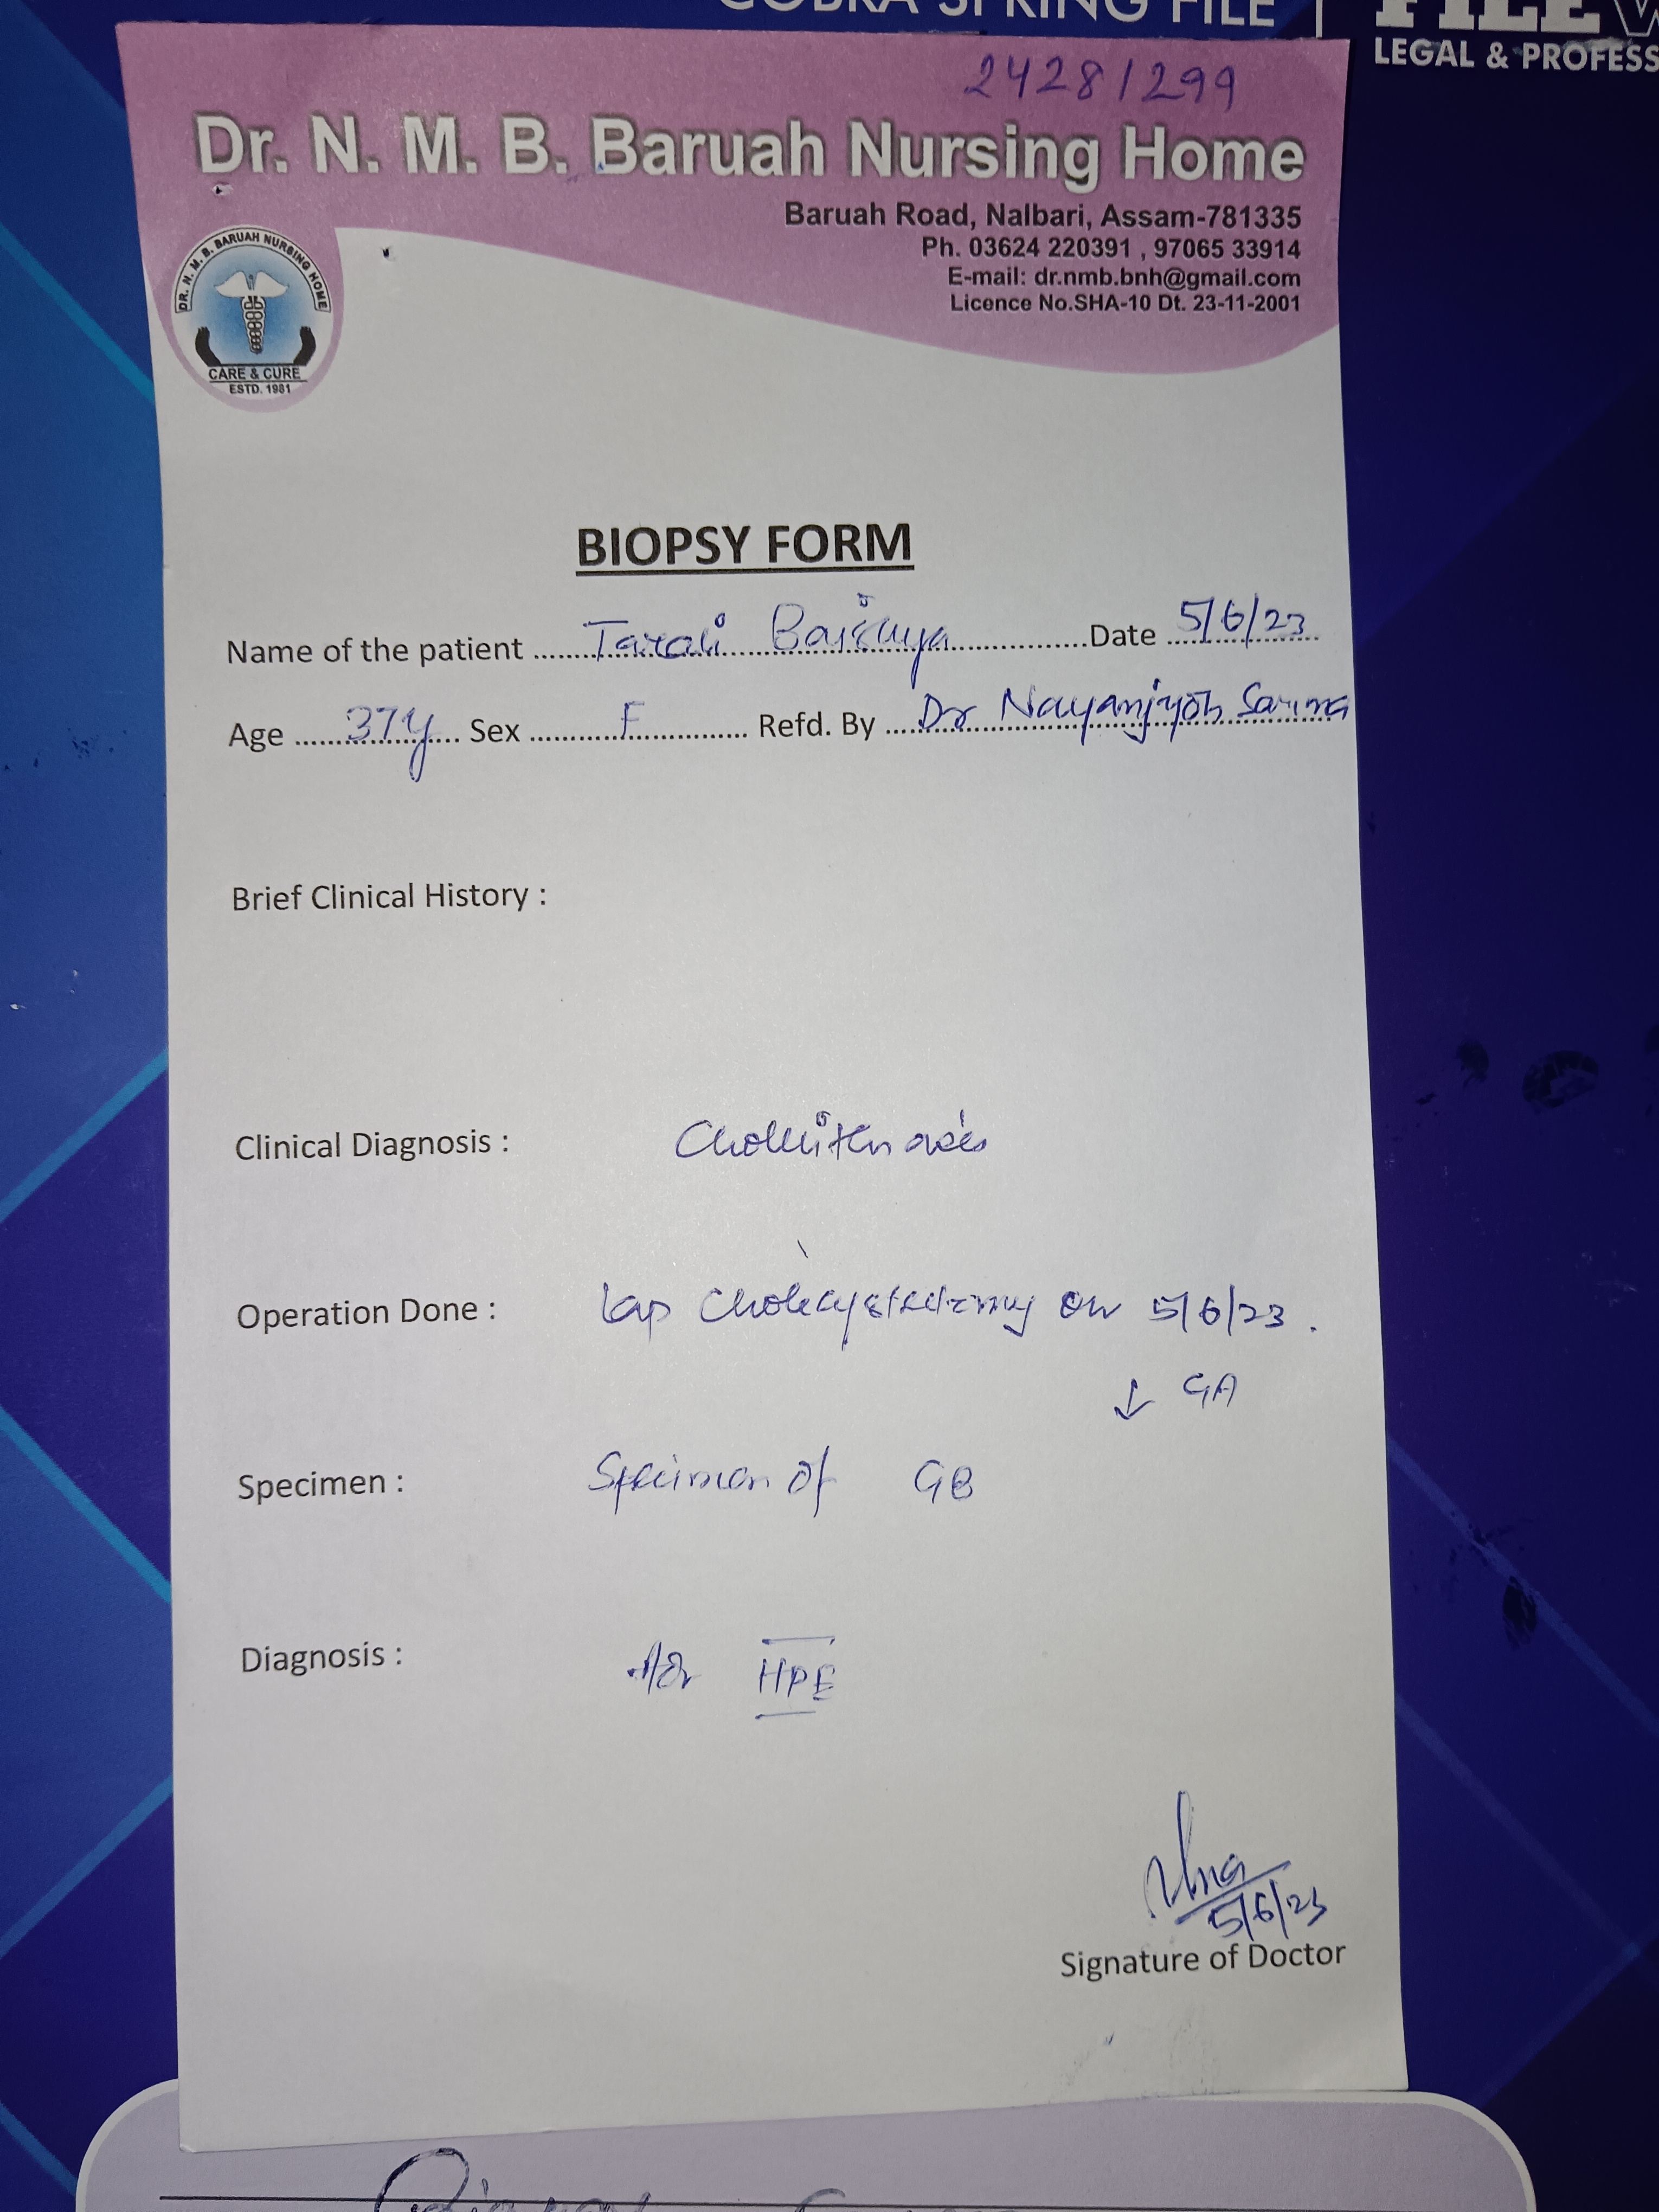 COBRA SPRING FILE
FILE
LEGAL & PROFESS
24281299
Dr. N. M. B. Baruah Nursing Home
Baruah Road, Nalbari, Assam-781335
Ph. 03624 220391 , 97065 33914
E-mail: dr.nmb.bnh@gmail.com
Licence No.SHA-10 Dt. 23-11-2001
DR. N. M. B. BARUAH NURSING HOME
CARE & CURE
ESTD. 1981
BIOPSY FORM
Name of the patient Tarali Baishya Date 5/6/23
Age 37y Sex F Refd. By Dr Nayanjyoti Sarma
Brief Clinical History :
Clinical Diagnosis : Cholelithiasis
Operation Done : Lap Cholecystectomy on 5/6/23.
↓ GA
Specimen : Specimen of GB
Diagnosis : for HPE
5/6/23
Signature of Doctor